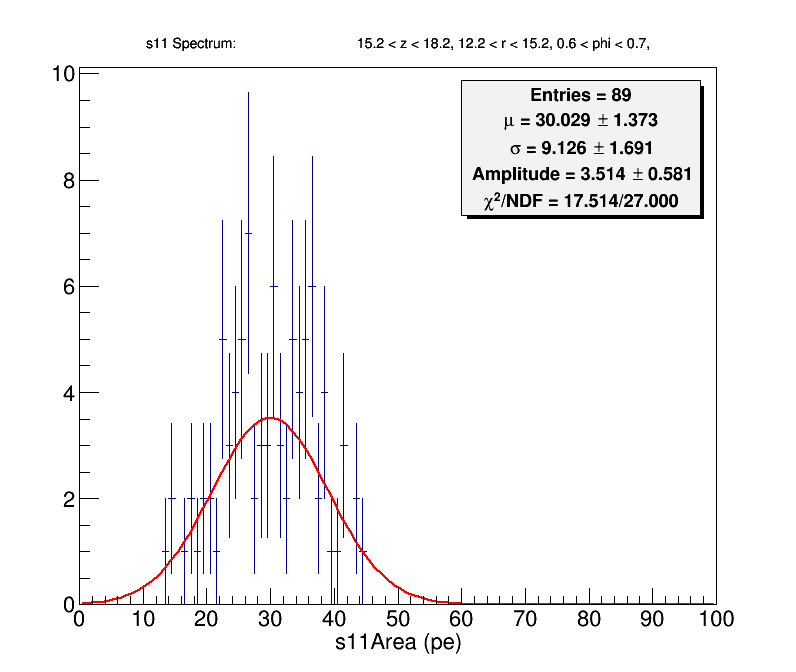 s11 Spectrum: 15.2 < z < 18.2, 12.2 < r < 15.2, 0.6 < phi < 0.7,
Entries = 89
μ = 30.029 ± 1.373
σ = 9.126 ± 1.691
Amplitude = 3.514 ± 0.581
χ²/NDF = 17.514/27.000
10
8
6
4
2
0
0 10 20 30 40 50 60 70 80 90 100
s11Area (pe)